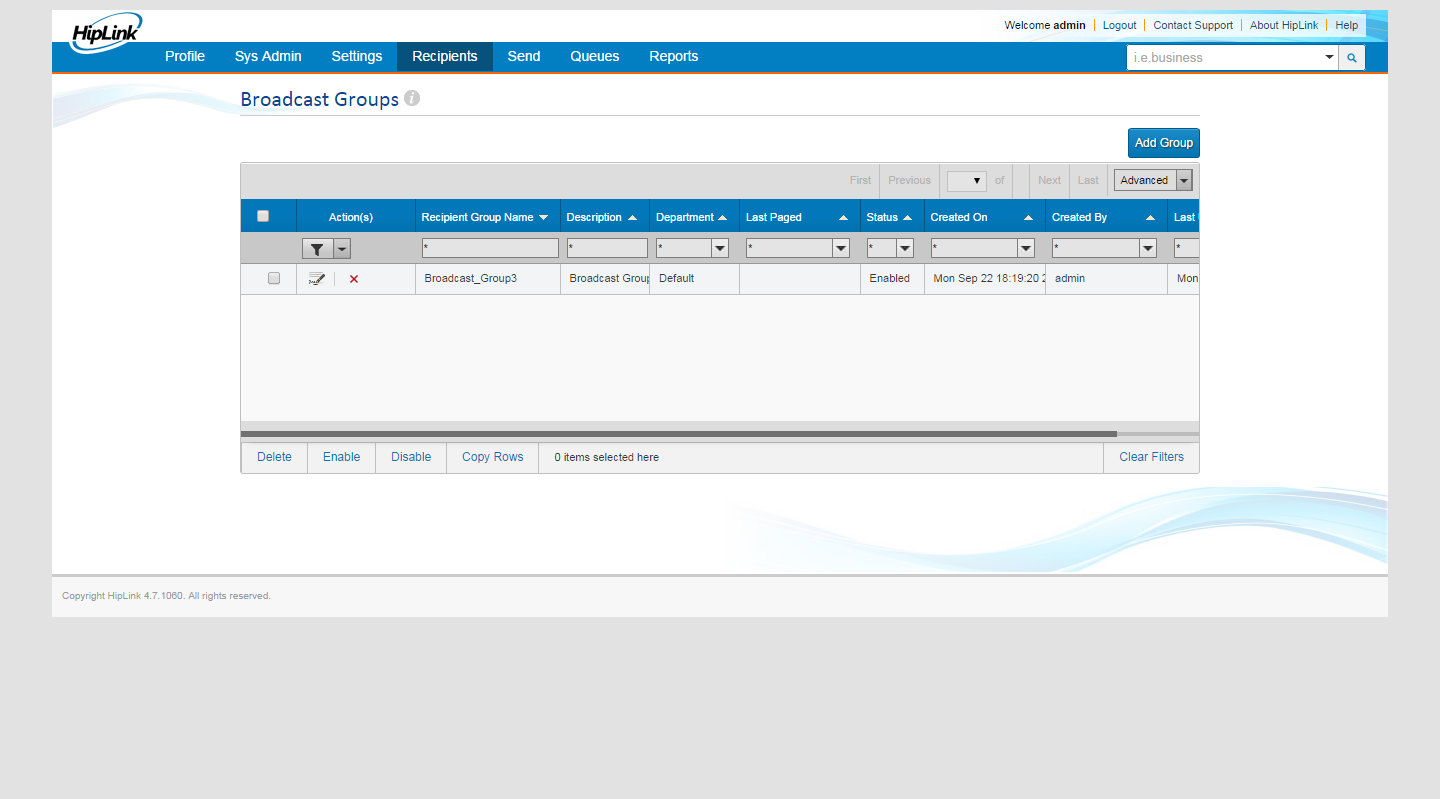 HipLink
Welcome admin Logout Contact Support About HipLink Help
Profile Sys Admin Settings Recipients Send Queues Reports i.e.business
Broadcast Groups i
Add Group
First Previous of Next Last Advanced
Action(s) Recipient Group Name Description Department Last Paged Status Created On Created By Last
* * * * * * * *
Broadcast_Group3 Broadcast Group Default Enabled Mon Sep 22 18:19:20 2 admin Mon
Delete Enable Disable Copy Rows 0 items selected here Clear Filters
Copyright HipLink 4.7.1060. All rights reserved.